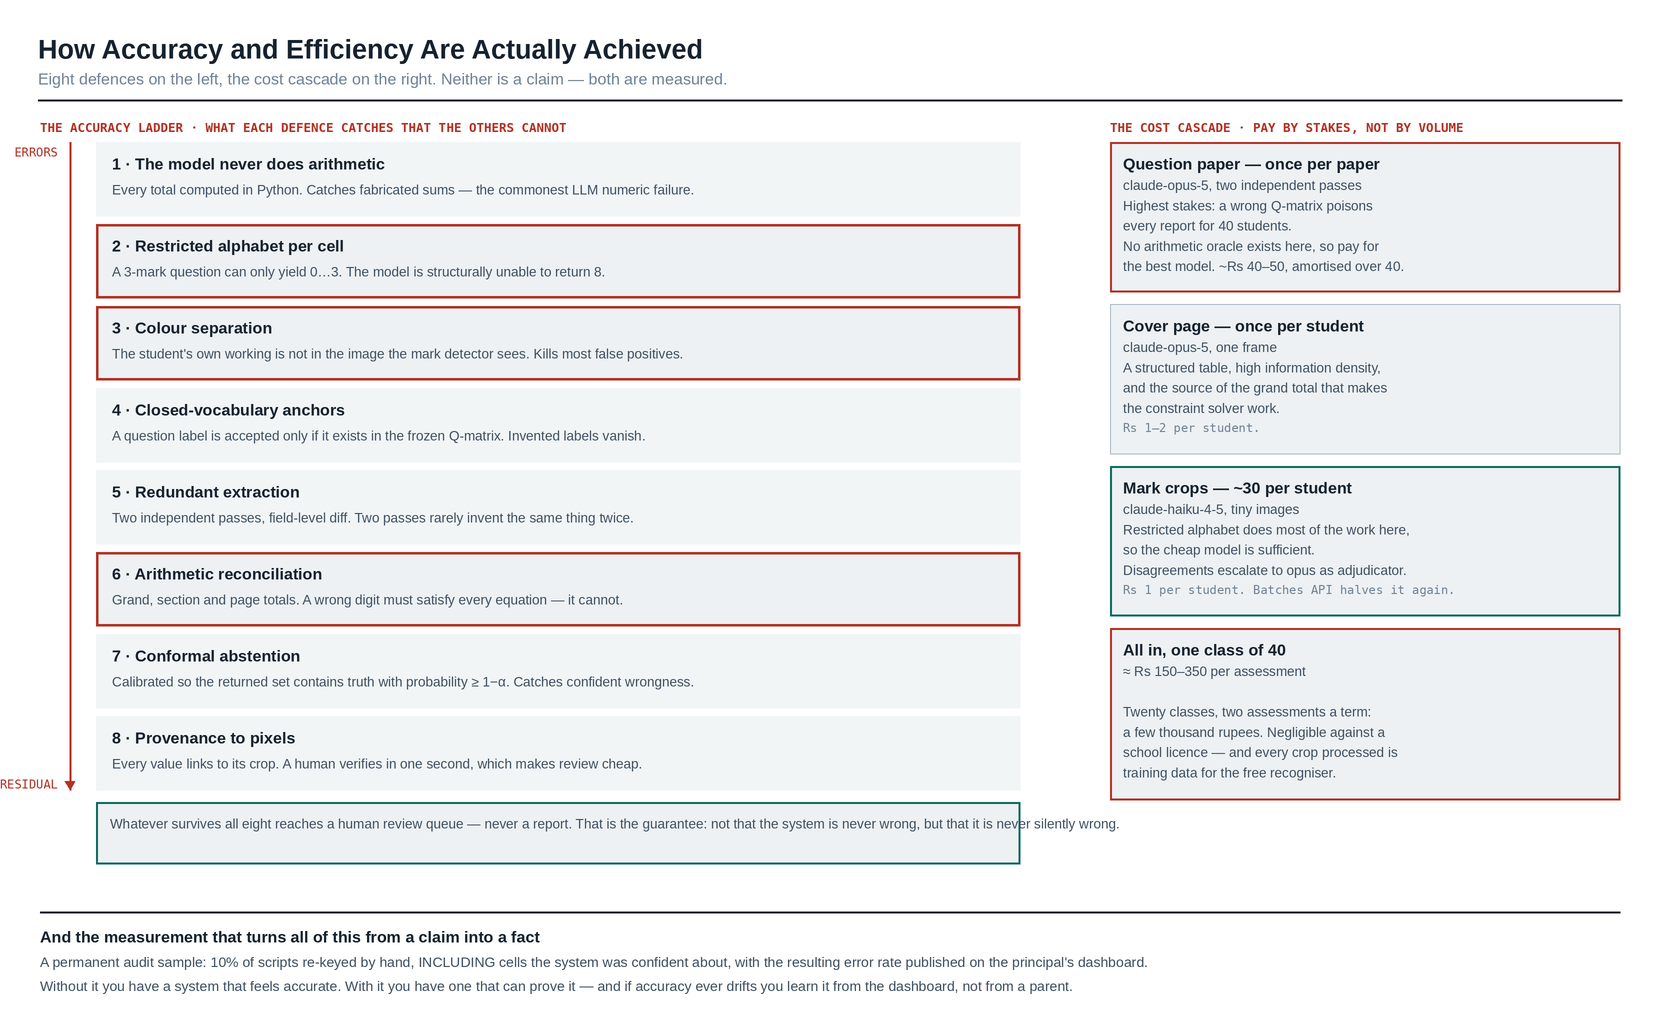 How Accuracy and Efficiency Are Actually Achieved
Eight defences on the left, the cost cascade on the right. Neither is a claim — both are measured.
THE ACCURACY LADDER · WHAT EACH DEFENCE CATCHES THAT THE OTHERS CANNOT
ERRORS
1 · The model never does arithmetic
Every total computed in Python. Catches fabricated sums — the commonest LLM numeric failure.
2 · Restricted alphabet per cell
A 3-mark question can only yield 0…3. The model is structurally unable to return 8.
3 · Colour separation
The student's own working is not in the image the mark detector sees. Kills most false positives.
4 · Closed-vocabulary anchors
A question label is accepted only if it exists in the frozen Q-matrix. Invented labels vanish.
5 · Redundant extraction
Two independent passes, field-level diff. Two passes rarely invent the same thing twice.
6 · Arithmetic reconciliation
Grand, section and page totals. A wrong digit must satisfy every equation — it cannot.
7 · Conformal abstention
Calibrated so the returned set contains truth with probability ≥ 1−α. Catches confident wrongness.
8 · Provenance to pixels
Every value links to its crop. A human verifies in one second, which makes review cheap.
RESIDUAL
Whatever survives all eight reaches a human review queue — never a report. That is the guarantee: not that the system is never wrong, but that it is never silently wrong.
THE COST CASCADE · PAY BY STAKES, NOT BY VOLUME
Question paper — once per paper
claude-opus-5, two independent passes
Highest stakes: a wrong Q-matrix poisons
every report for 40 students.
No arithmetic oracle exists here, so pay for
the best model. ~Rs 40–50, amortised over 40.
Cover page — once per student
claude-opus-5, one frame
A structured table, high information density,
and the source of the grand total that makes
the constraint solver work.
Rs 1–2 per student.
Mark crops — ~30 per student
claude-haiku-4-5, tiny images
Restricted alphabet does most of the work here,
so the cheap model is sufficient.
Disagreements escalate to opus as adjudicator.
Rs 1 per student. Batches API halves it again.
All in, one class of 40
≈ Rs 150–350 per assessment
Twenty classes, two assessments a term:
a few thousand rupees. Negligible against a
school licence — and every crop processed is
training data for the free recogniser.
And the measurement that turns all of this from a claim into a fact
A permanent audit sample: 10% of scripts re-keyed by hand, INCLUDING cells the system was confident about, with the resulting error rate published on the principal's dashboard.
Without it you have a system that feels accurate. With it you have one that can prove it — and if accuracy ever drifts you learn it from the dashboard, not from a parent.